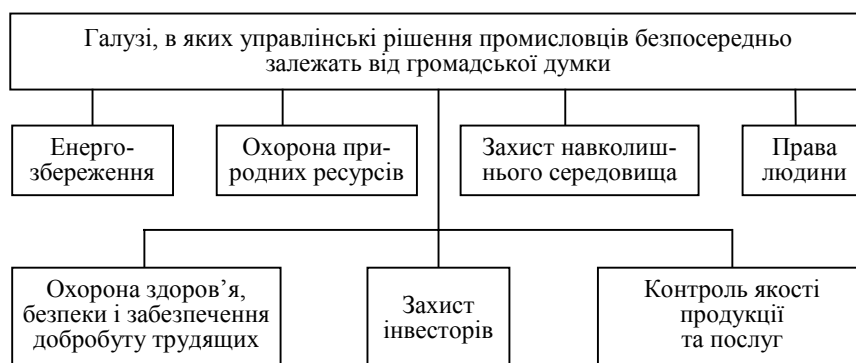 Галузі, в яких управлінські рішення промисловців безпосередньо
залежать від громадської думки
Енерго-
збереження
Охорона при-
родних ресурсів
Захист навколиш-
нього середовища
Права
людини
Охорона здоров’я,
безпеки і забезпечення
добробуту трудящих
Захист
інвесторів
Контроль якості
продукції
та послуг